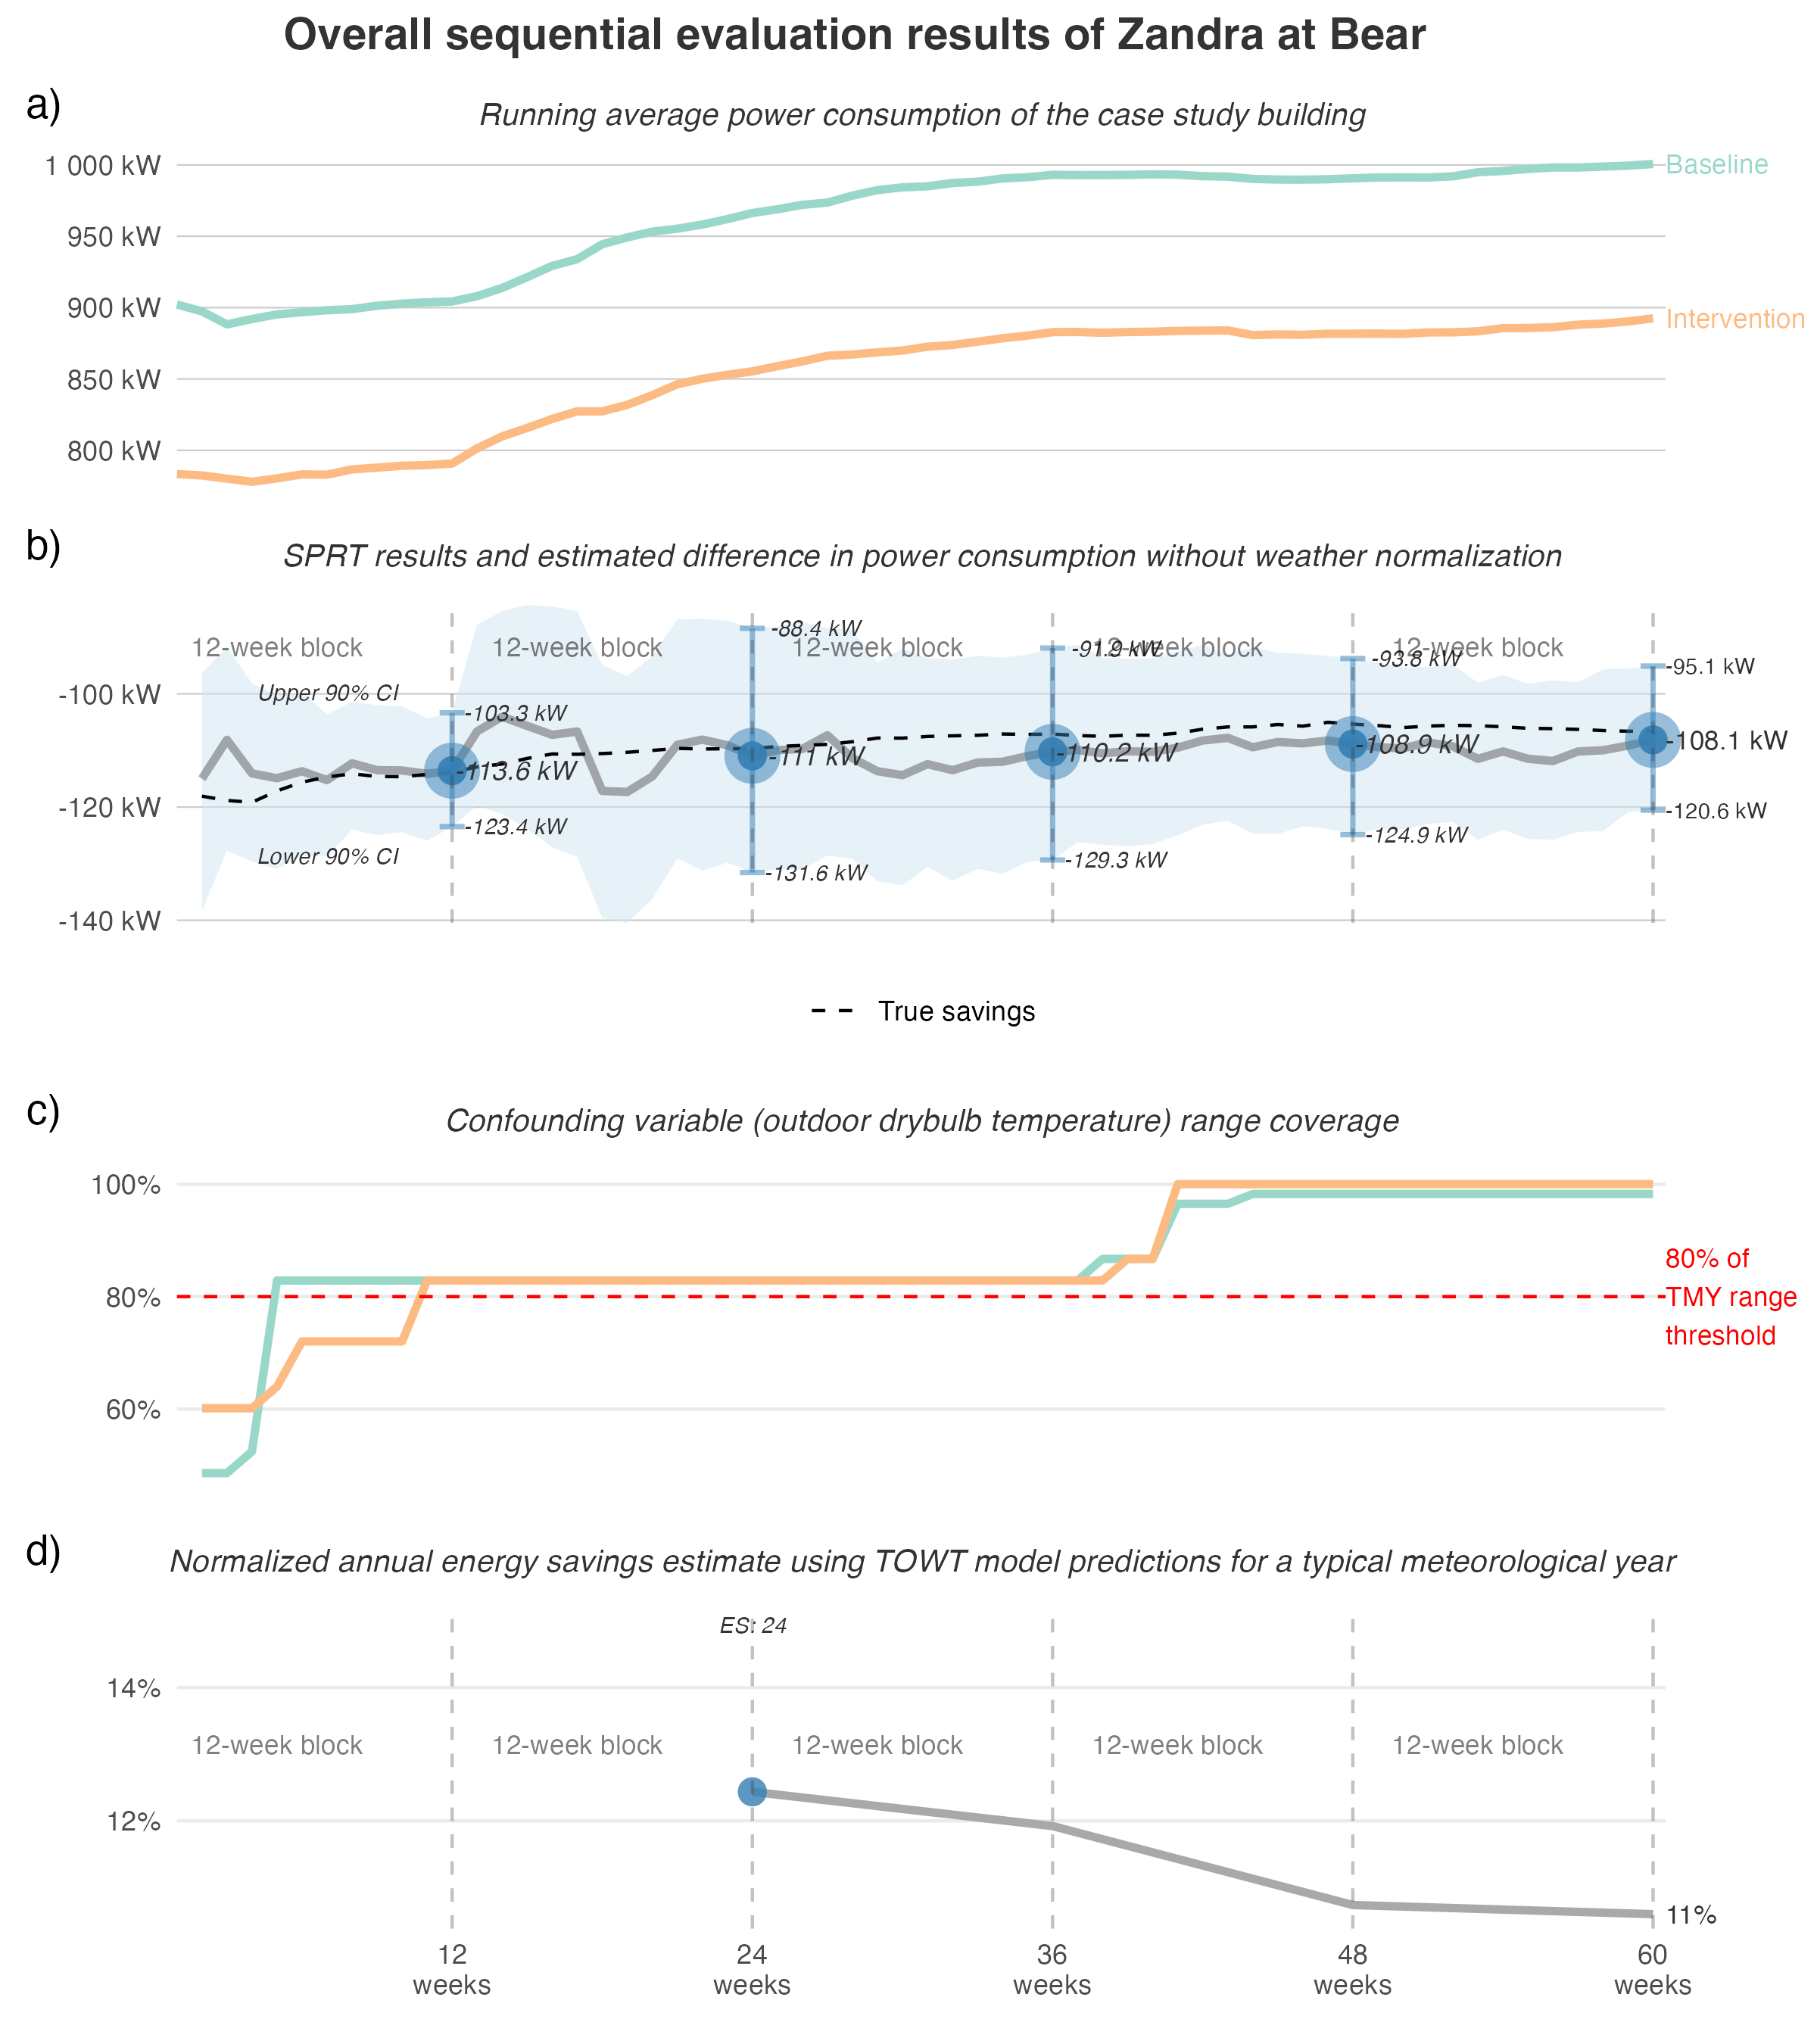 Overall sequential evaluation results of Zandra at Bear
a)
Running average power consumption of the case study building
1 000 kW
950 kW
900 kW
850 kW
800 kW
Baseline
Intervention
b)
SPRT results and estimated difference in power consumption without weather normalization
12-week block
12-week block
12-week block
12-week block
12-week block
-88.4 kW
-91.9 kW
-93.8 kW
-95.1 kW
-100 kW
Upper 90% CI
-103.3 kW
-113.6 kW
-111 kW
-110.2 kW
-108.9 kW
-108.1 kW
-120 kW
-123.4 kW
-131.6 kW
-129.3 kW
-124.9 kW
-120.6 kW
Lower 90% CI
-140 kW
True savings
c)
Confounding variable (outdoor drybulb temperature) range coverage
100%
80%
60%
80% of
TMY range
threshold
d)
Normalized annual energy savings estimate using TOWT model predictions for a typical meteorological year
ES: 24
14%
12-week block
12-week block
12-week block
12-week block
12-week block
12%
11%
12
weeks
24
weeks
36
weeks
48
weeks
60
weeks